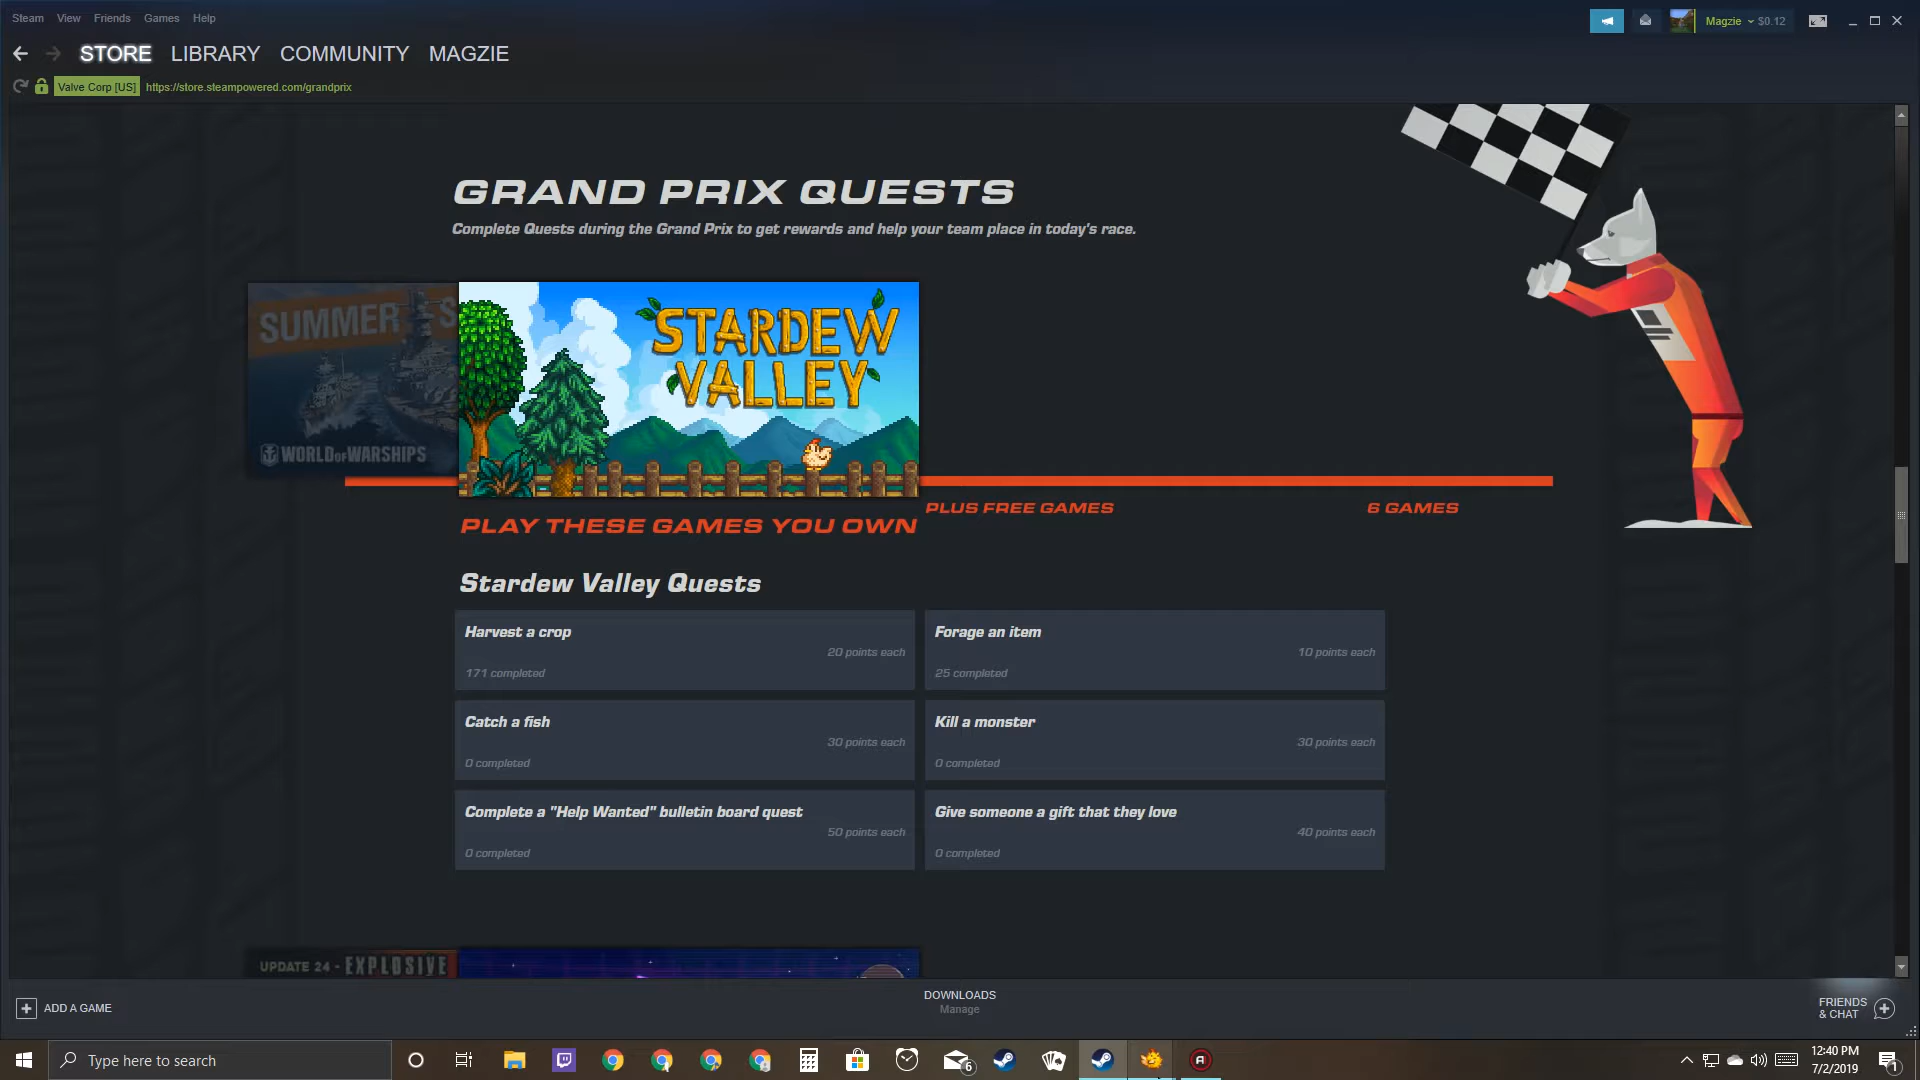 Steam View Friends Games Help
Magzie $0.12
STORE LIBRARY COMMUNITY MAGZIE
Valve Corp [US] https://store.steampowered.com/grandprix
GRAND PRIX QUESTS
Complete Quests during the Grand Prix to get rewards and help your team place in today's race.
SUMMER S
WORLD OF WARSHIPS
STARDEW
VALLEY
PLAY THESE GAMES YOU OWN
PLUS FREE GAMES
6 GAMES
Stardew Valley Quests
Harvest a crop
20 points each
171 completed
Forage an item
10 points each
25 completed
Catch a fish
30 points each
0 completed
Kill a monster
30 points each
0 completed
Complete a "Help Wanted" bulletin board quest
50 points each
0 completed
Give someone a gift that they love
40 points each
0 completed
UPDATE 24 - EXPLOSIVE
ADD A GAME
DOWNLOADS
Manage
FRIENDS
& CHAT
Type here to search
6
12:40 PM
7/2/2019
1